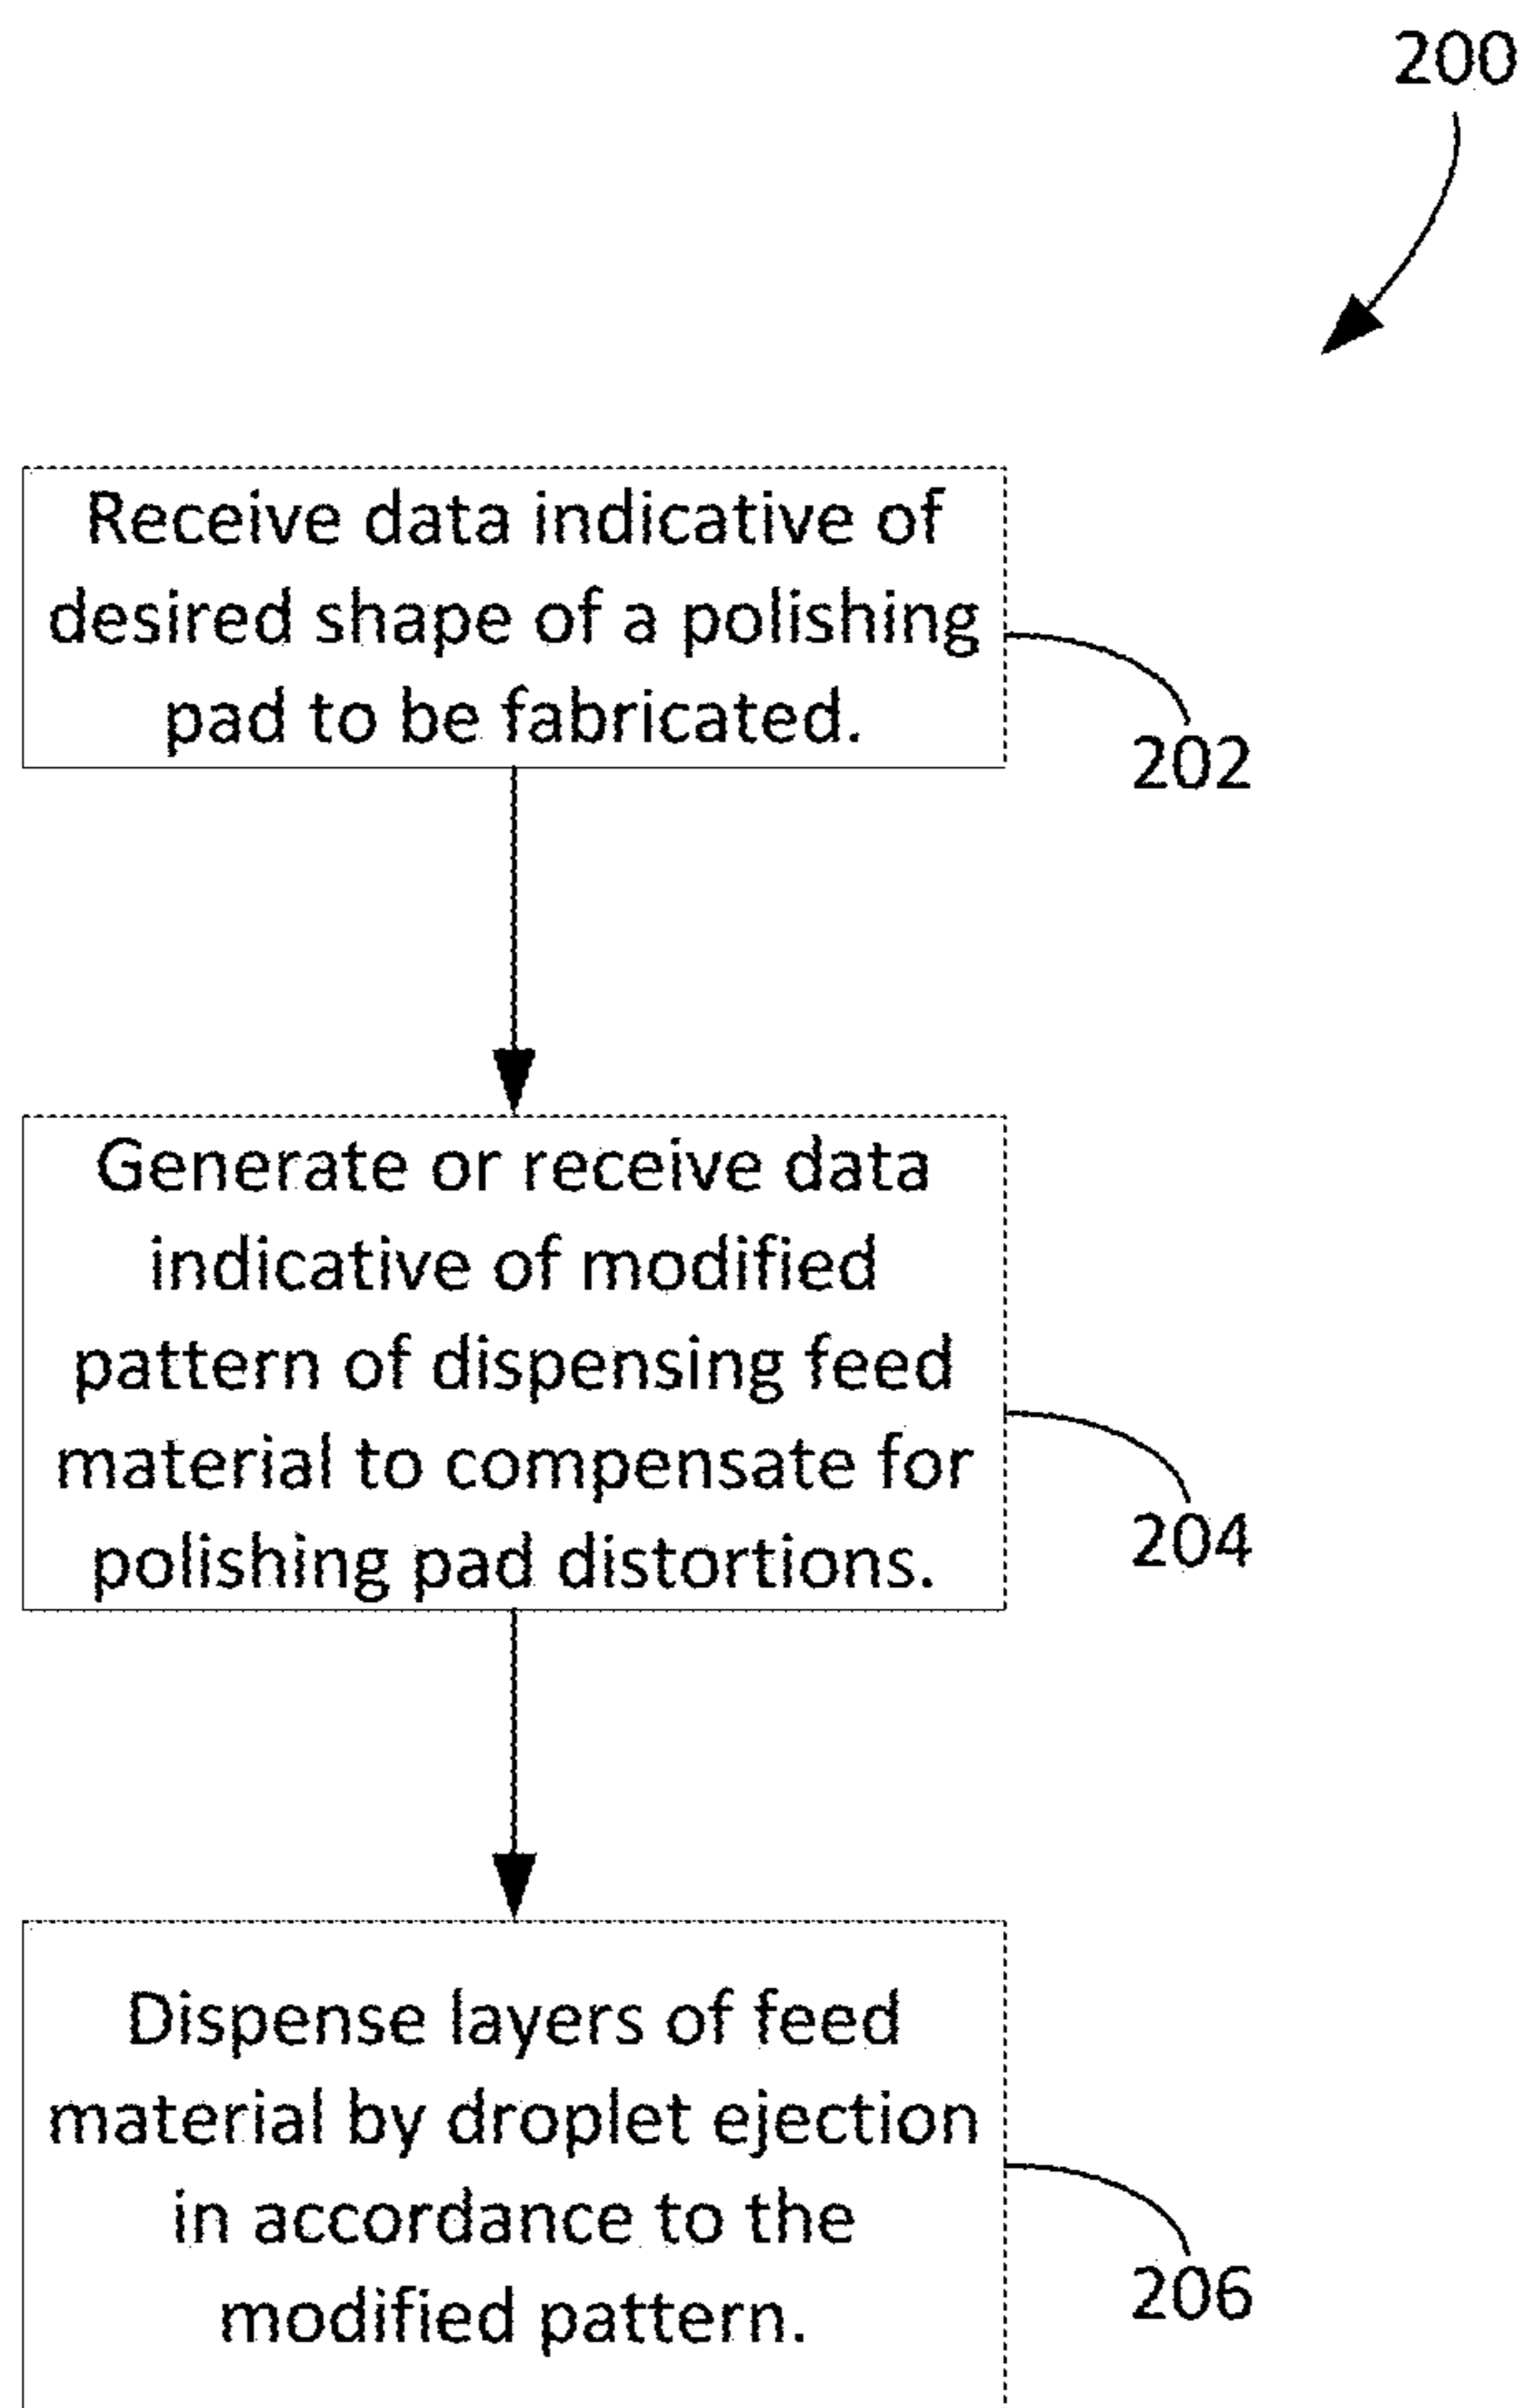 200
Receive data indicative of
desired shape of a polishing
pad to be fabricated.
202
Generate or receive data
indicative of modified
pattern of dispensing feed
material to compensate for
polishing pad distortions.
204
Dispense layers of feed
material by droplet ejection
in accordance to the
modified pattern.
206